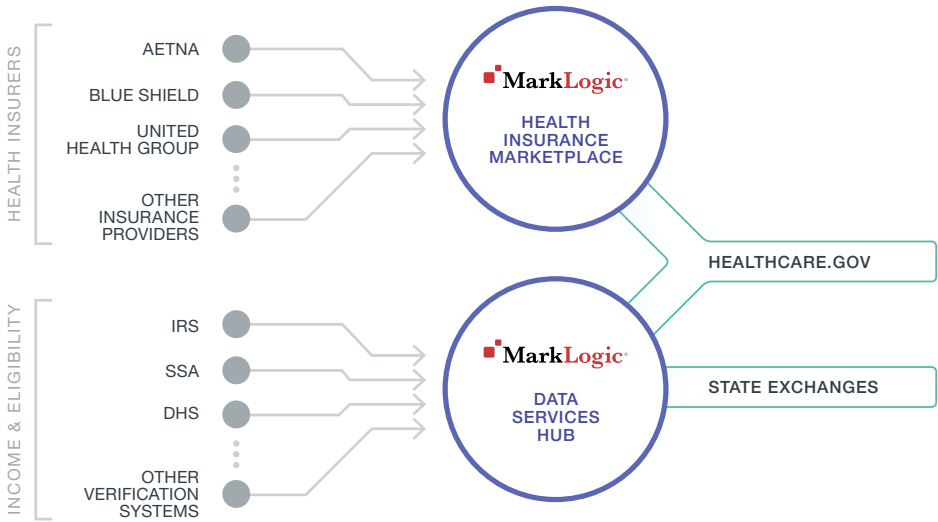 HEALTH INSURERS
AETNA
BLUE SHIELD
UNITED
HEALTH GROUP
OTHER
INSURANCE
PROVIDERS
MarkLogic®
HEALTH
INSURANCE
MARKETPLACE
HEALTHCARE.GOV
INCOME & ELIGIBILITY
IRS
SSA
DHS
OTHER
VERIFICATION
SYSTEMS
MarkLogic®
DATA
SERVICES
HUB
STATE EXCHANGES